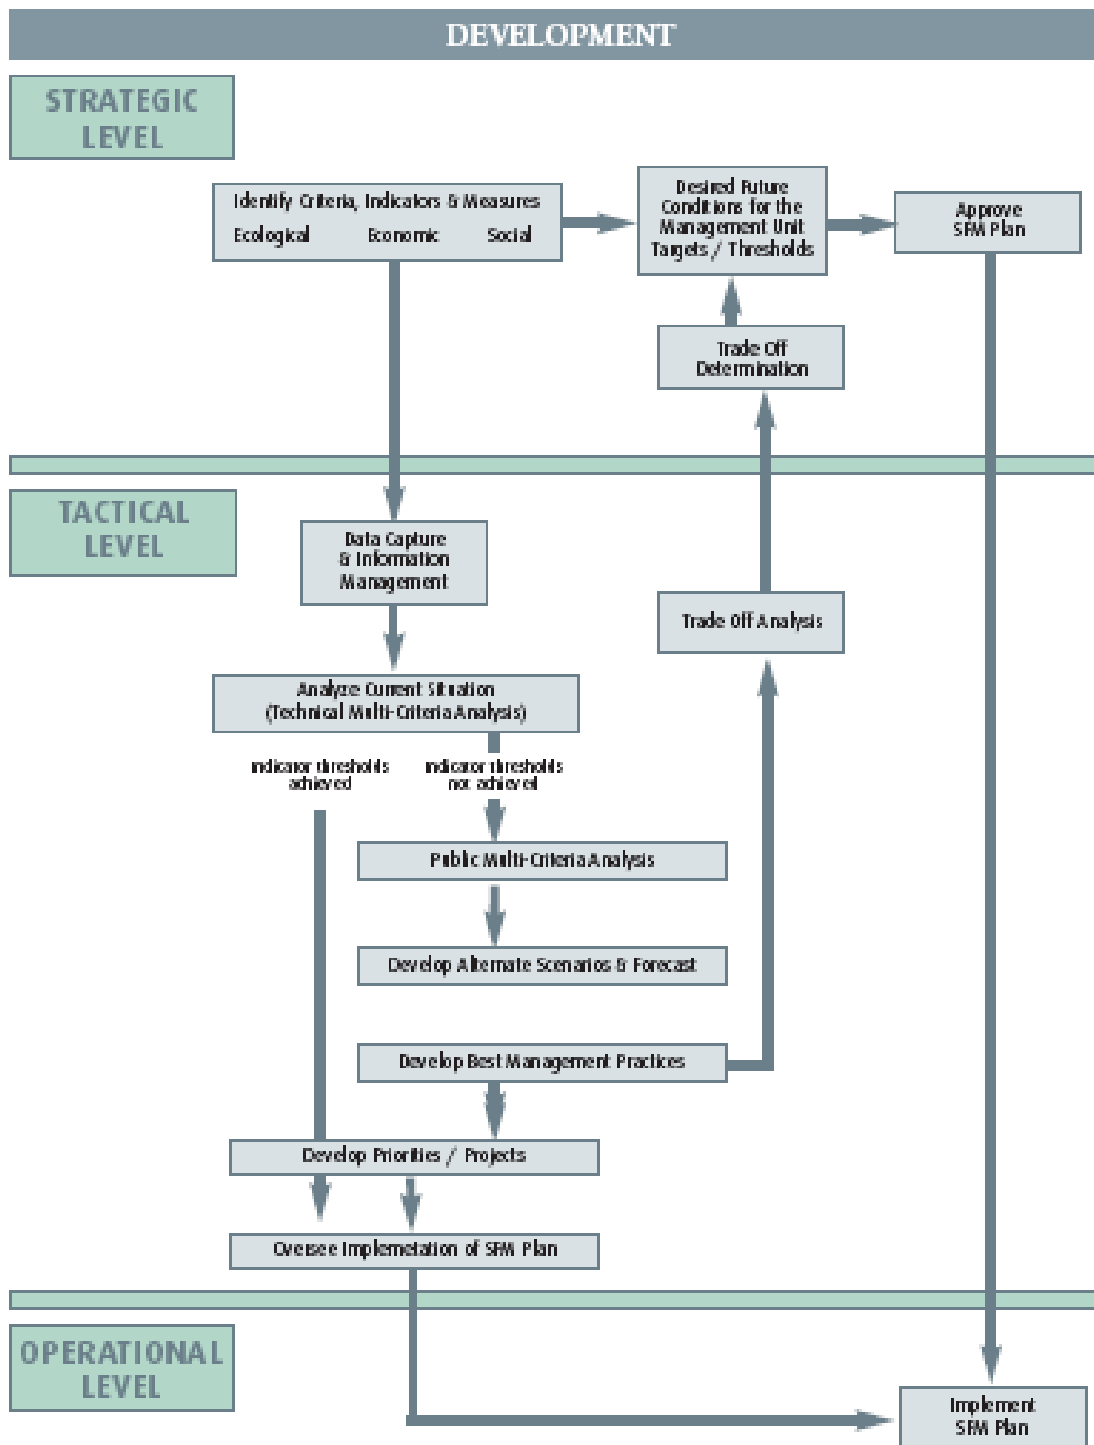 DEVELOPMENT
STRATEGIC
LEVEL
Identify Criteria, Indicators & Measures
Ecological Economic Social
Desired Future
Conditions for the
Management Unit
Targets / Thresholds
Approve
SFM Plan
Trade Off
Determination
TACTICAL
LEVEL
Data Capture
& Information
Management
Trade Off Analysis
Analyze Current Situation
(Technical Multi-Criteria Analysis)
Indicator thresholds
achieved
Indicator thresholds
not achieved
Public Multi-Criteria Analysis
Develop Alternate Scenarios & Forecast
Develop Best Management Practices
Develop Priorities / Projects
Oversee Implemetation of SFM Plan
OPERATIONAL
LEVEL
Implement
SFM Plan